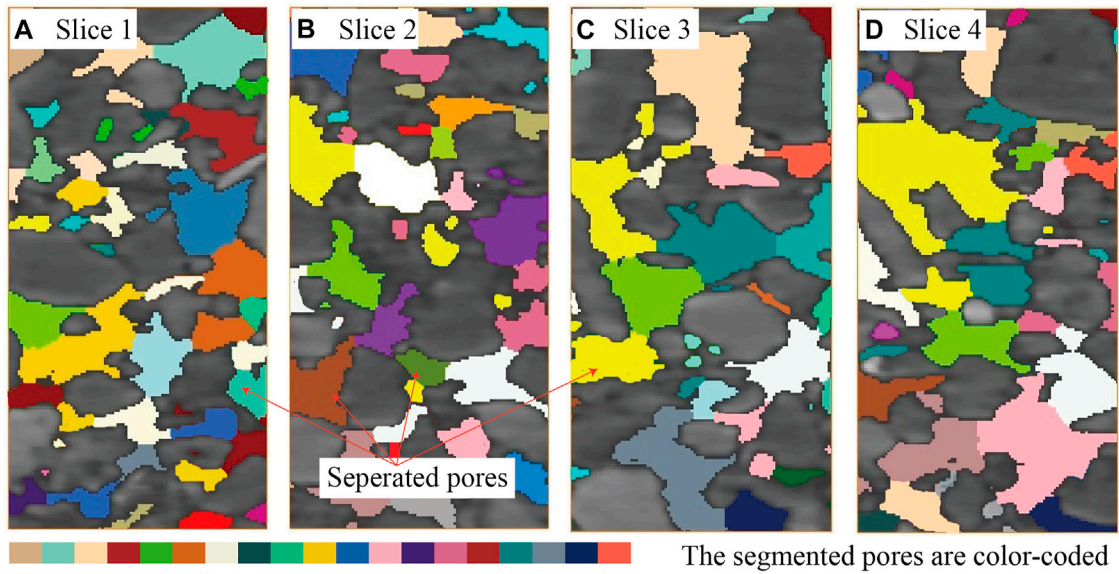 A Slice 1
B Slice 2
C Slice 3
D Slice 4
Seperated pores
The segmented pores are color-coded